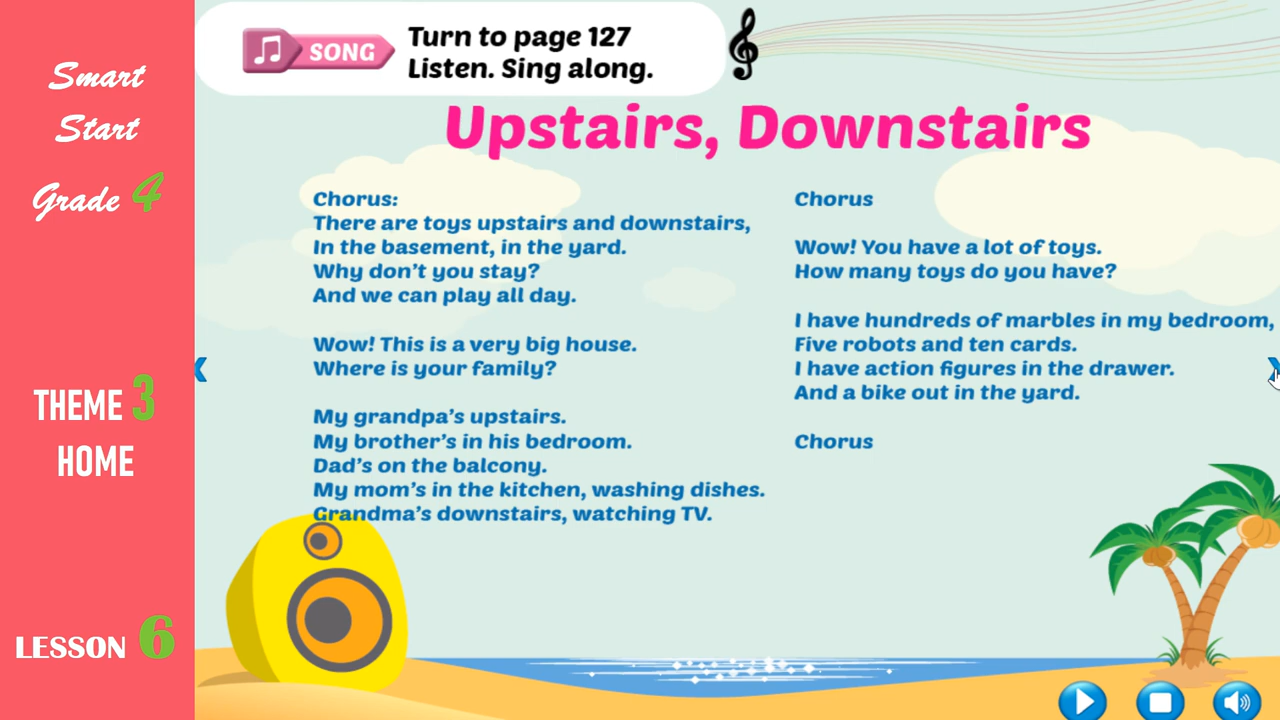 Smart
Start
Grade 4
THEME 3
HOME
LESSON 6
SONG
Turn to page 127
Listen. Sing along.
Upstairs, Downstairs
Chorus:
There are toys upstairs and downstairs,
In the basement, in the yard.
Why don't you stay?
And we can play all day.
Wow! This is a very big house.
Where is your family?
My grandpa's upstairs.
My brother's in his bedroom.
Dad's on the balcony.
My mom's in the kitchen, washing dishes.
Grandma's downstairs, watching TV.
Chorus
Wow! You have a lot of toys.
How many toys do you have?
I have hundreds of marbles in my bedroom,
Five robots and ten cards.
I have action figures in the drawer.
And a bike out in the yard.
Chorus